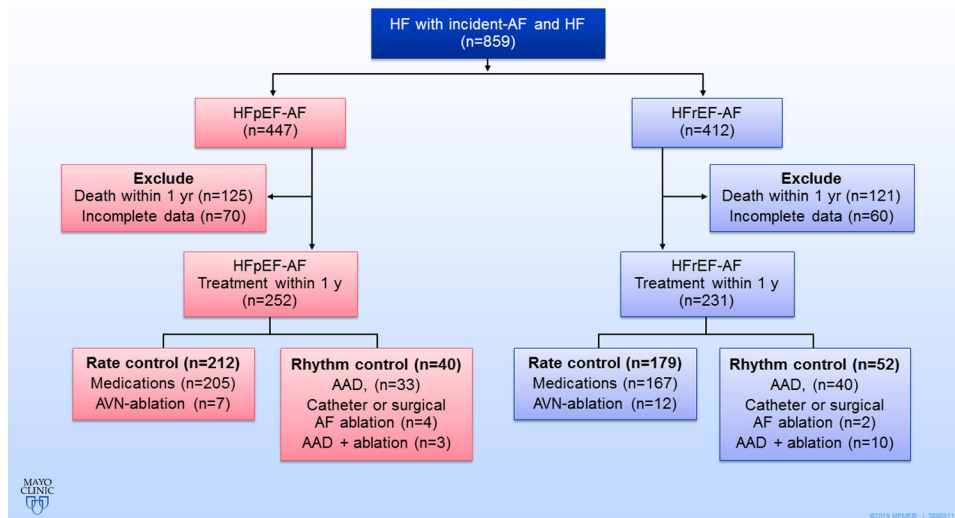 HF with incident-AF and HF
(n=859)
HFpEF-AF
(n=447)
HFrEF-AF
(n=412)
Exclude
Death within 1 yr (n=125)
Incomplete data (n=70)
Exclude
Death within 1 yr (n=121)
Incomplete data (n=60)
HFpEF-AF
Treatment within 1 y
(n=252)
HFrEF-AF
Treatment within 1 y
(n=231)
Rate control (n=212)
Medications (n=205)
AVN-ablation (n=7)
Rhythm control (n=40)
AAD, (n=33)
Catheter or surgical
AF ablation (n=4)
AAD + ablation (n=3)
Rate control (n=179)
Medications (n=167)
AVN-ablation (n=12)
Rhythm control (n=52)
AAD, (n=40)
Catheter or surgical
AF ablation (n=2)
AAD + ablation (n=10)
MAYO
CLINIC